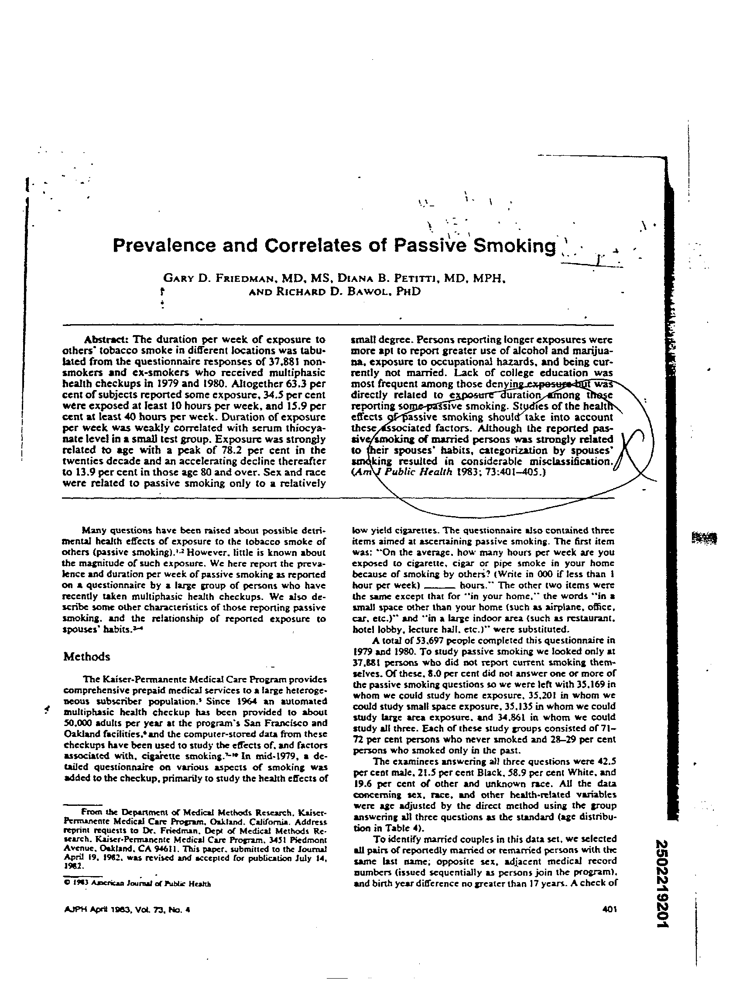 Prevalence and Correlates of Passive Smoking
GARY D. FRIEDMAN, MD, MS, DIANA B. PETITTI, MD, MPH,
AND RICHARD D. BAWOL, PHD
Abstract: The duration per week of exposure to
others' tobacco smoke in different locations was tabu-
lated from the questionnaire responses of 37,881 non-
smokers and ex-smokers who received multiphasic
health checkups in 1979 and 1980. Altogether 63.3 per
cent of subjects reported some exposure, 34.5 per cent
were exposed at least 10 hours per week, and 15.9 per
cent at least 40 hours per week. Duration of exposure
per week was weakly correlated with serum thiocya-
nate level in a small test group. Exposure was strongly
related to age with a peak of 78.2 per cent in the
twenties decade and an accelerating decline thereafter
to 13.9 per cent in those age 80 and over. Sex and race
were related to passive smoking only to a relatively
small degree. Persons reporting longer exposures were
more apt to report greater use of alcohol and marijua-
na, exposure to occupational hazards, and being cur-
rently not married. Lack of college education was
most frequent among those denying exposure but was
directly related to exposure duration among those
reporting some passive smoking. Studies of the health
effects of passive smoking should take into account
these associated factors. Although the reported pas-
sive smoking of married persons was strongly related
to their spouses' habits, categorization by spouses'
smoking resulted in considerable misclassification.
(Am J Public Health 1983; 73:401–405.)
Many questions have been raised about possible detri-
mental health effects of exposure to the tobacco smoke of
others (passive smoking).1,2 However, little is known about
the magnitude of such exposure. We here report the preva-
lence and duration per week of passive smoking as reported
on a questionnaire by a large group of persons who have
recently taken multiphasic health checkups. We also de-
scribe some other characteristics of those reporting passive
smoking, and the relationship of reported exposure to
spouses' habits.
Methods
The Kaiser-Permanente Medical Care Program provides
comprehensive prepaid medical services to a large heteroge-
neous subscriber population.5 Since 1964 an automated
multiphasic health checkup has been provided to about
50,000 adults per year at the program's San Francisco and
Oakland facilities,6 and the computer-stored data from these
checkups have been used to study the effects of, and factors
associated with, cigarette smoking. In mid-1979, a de-
tailed questionnaire on various aspects of smoking was
added to the checkup, primarily to study the health effects of
From the Department of Medical Methods Research, Kaiser-
Permanente Medical Care Program, Oakland, California. Address
reprint requests to Dr. Friedman, Dept of Medical Methods Re-
search, Kaiser-Permanente Medical Care Program, 3451 Piedmont
Avenue, Oakland, CA 94611. This paper, submitted to the Journal
April 19, 1982, was revised and accepted for publication July 14,
1982.
© 1983 American Journal of Public Health
low yield cigarettes. The questionnaire also contained three
items aimed at ascertaining passive smoking. The first item
was: "On the average, how many hours per week are you
exposed to cigarette, cigar or pipe smoke in your home
because of smoking by others? (Write in 000 if less than 1
hour per week) _____ hours." The other two items were
the same except that for "in your home," the words "in a
small space other than your home (such as airplane, office,
car, etc.)" and "in a large indoor area (such as restaurant,
hotel lobby, lecture hall, etc.)" were substituted.
A total of 53,697 people completed this questionnaire in
1979 and 1980. To study passive smoking we looked only at
37,881 persons who did not report current smoking them-
selves. Of these, 8.0 per cent did not answer one or more of
the passive smoking questions so we were left with 35,169 in
whom we could study home exposure, 35,201 in whom we
could study small space exposure, 35,135 in whom we could
study large area exposure, and 34,861 in whom we could
study all three. Each of these study groups consisted of 71–
72 per cent persons who never smoked and 28–29 per cent
persons who smoked only in the past.
The examinees answering all three questions were 42.5
per cent male, 21.5 per cent Black, 58.9 per cent White, and
19.6 per cent of other and unknown race. All the data
concerning sex, race, and other health-related variables
were age adjusted by the direct method using the group
answering all three questions as the standard (age distribu-
tion in Table 4).
To identify married couples in this data set, we selected
all pairs of reportedly married or remarried persons with the
same last name; opposite sex, adjacent medical record
numbers (issued sequentially as persons join the program),
and birth year difference no greater than 17 years. A check of
AJPH April 1983, Vol. 73, No. 4
401
2502219201